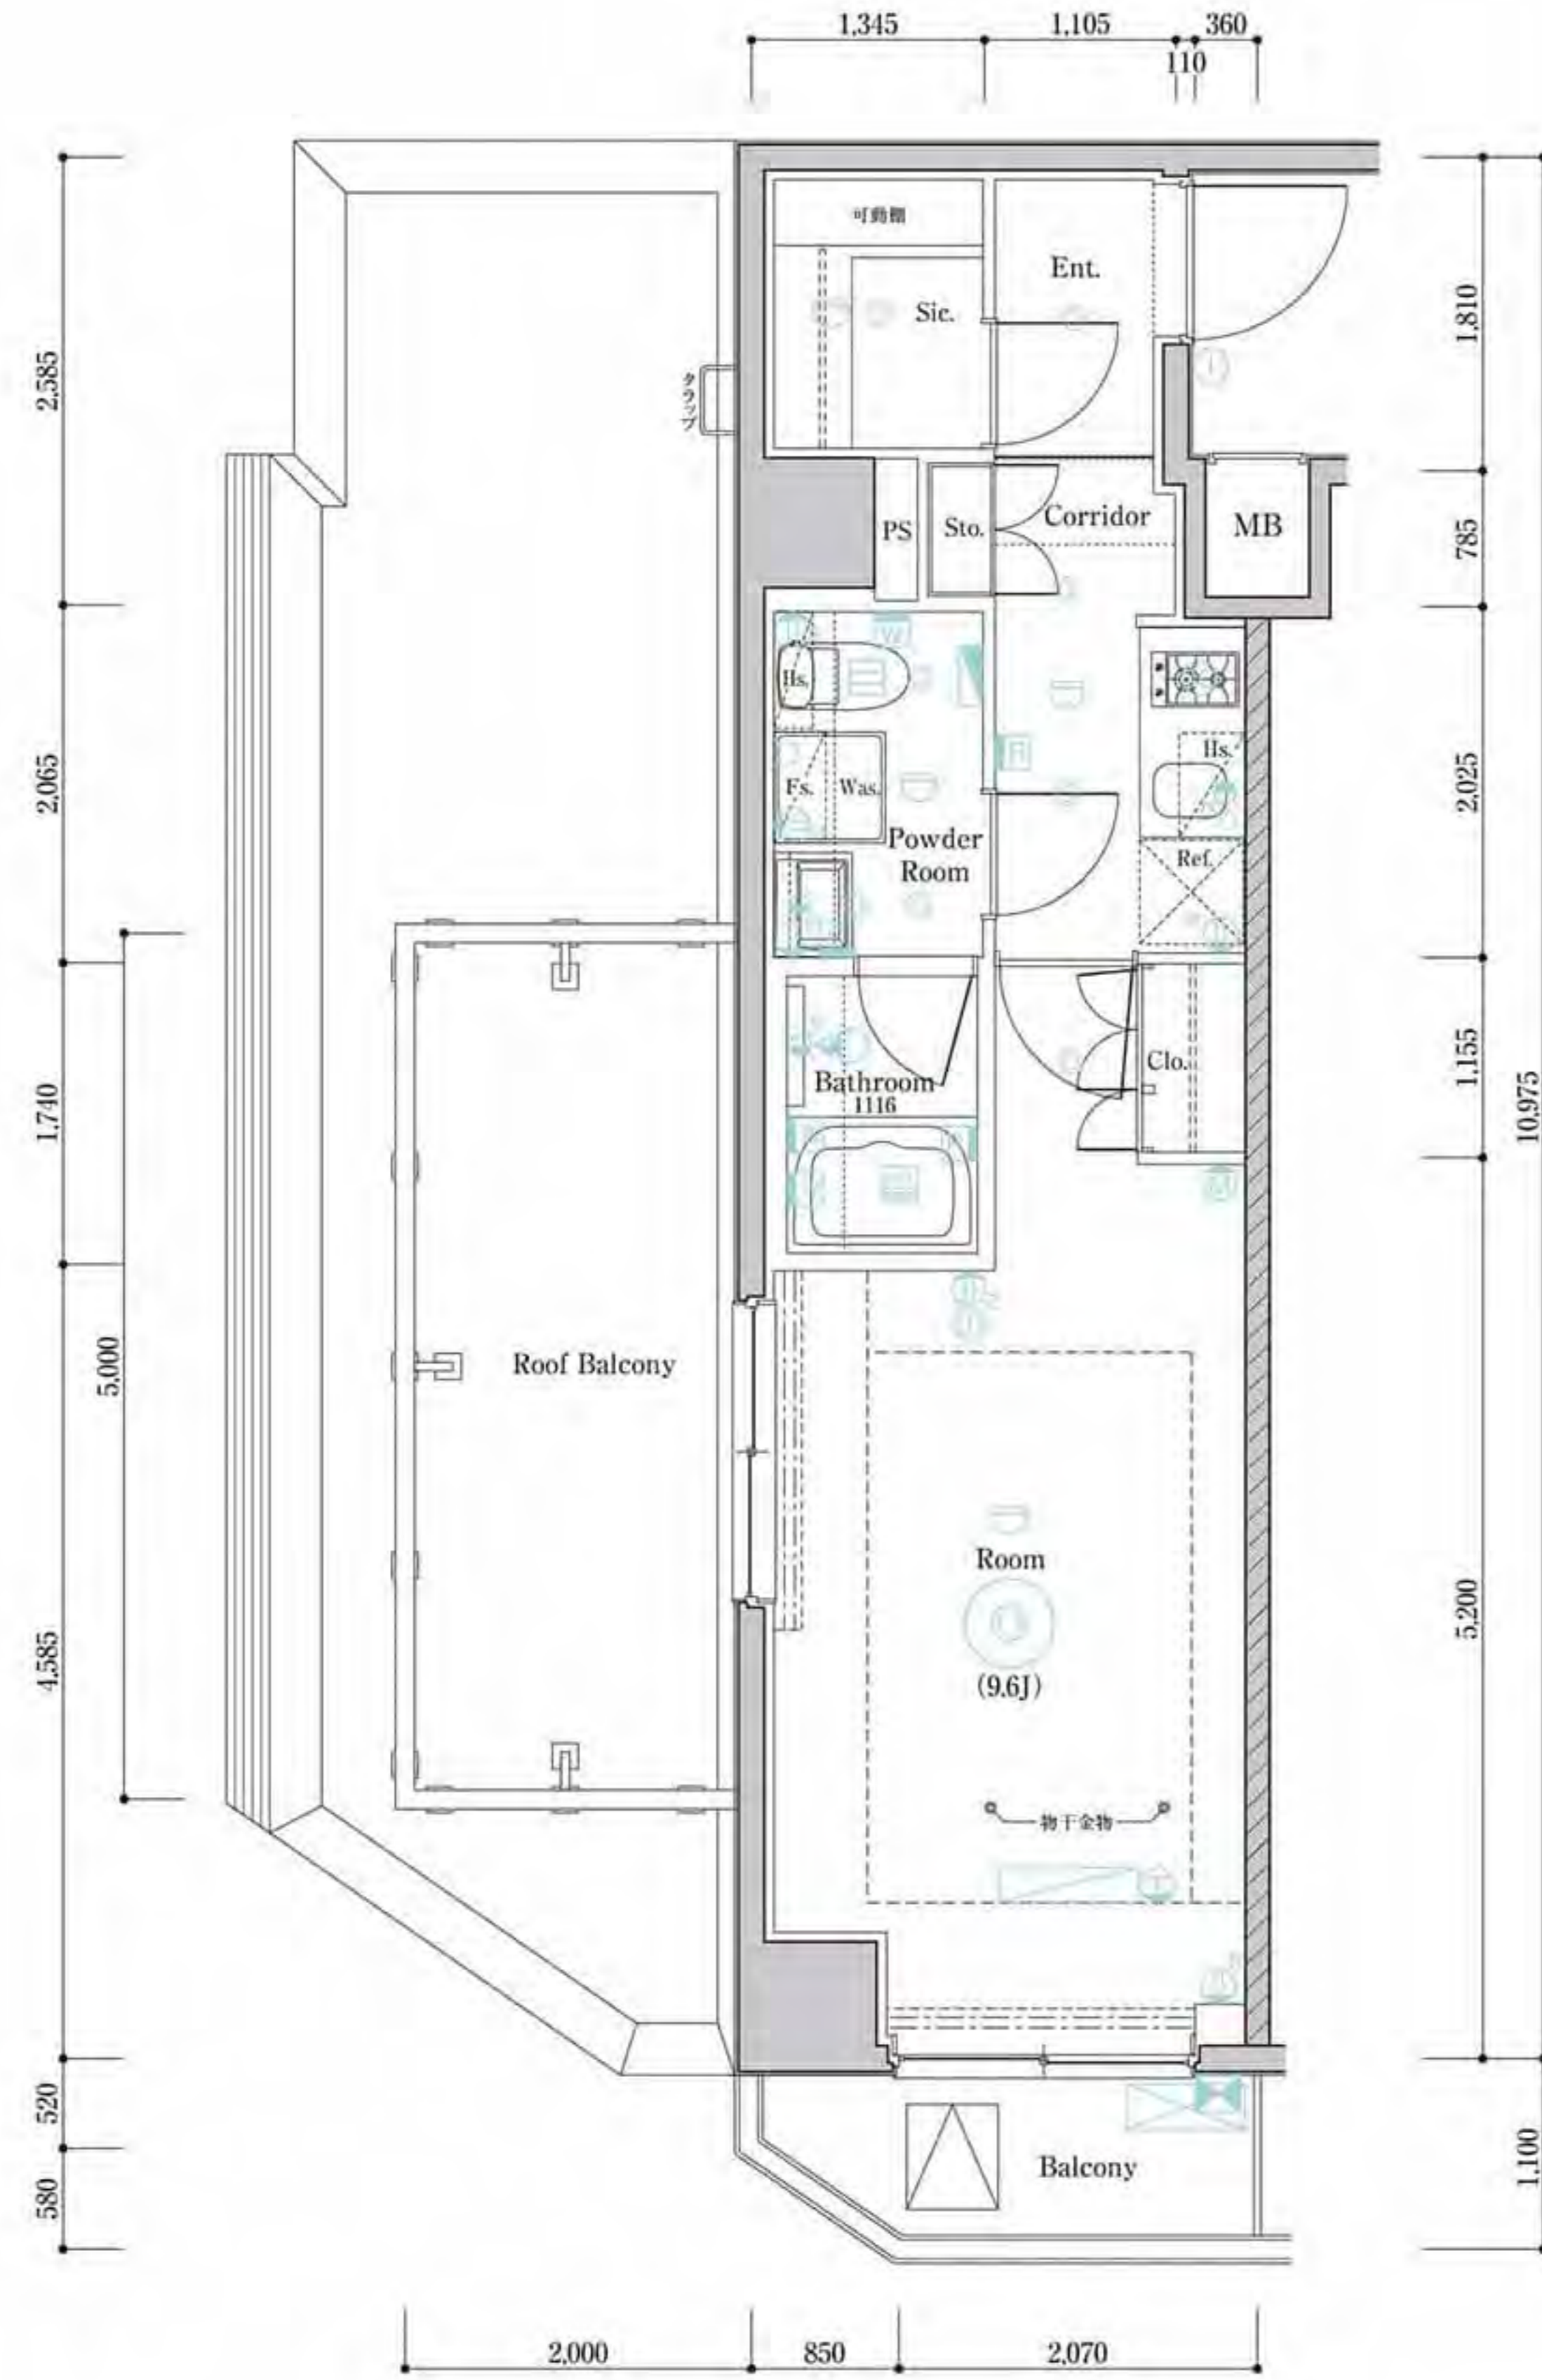 1,345
1,105
360
110
可動棚
Ent.
Sic.
タラップ
2,585
1,810
PS
Sto.
Corridor
MB
785
Hs.
Hs.
Fs.
Was.
2,065
2,025
Powder
Room
Ref.
Clo.
1,155
10,975
1,740
Bathroom
1116
5,000
Roof Balcony
Room
(9.6J)
4,585
5,200
物干金物
520
580
Balcony
1,100
2,000
850
2,070